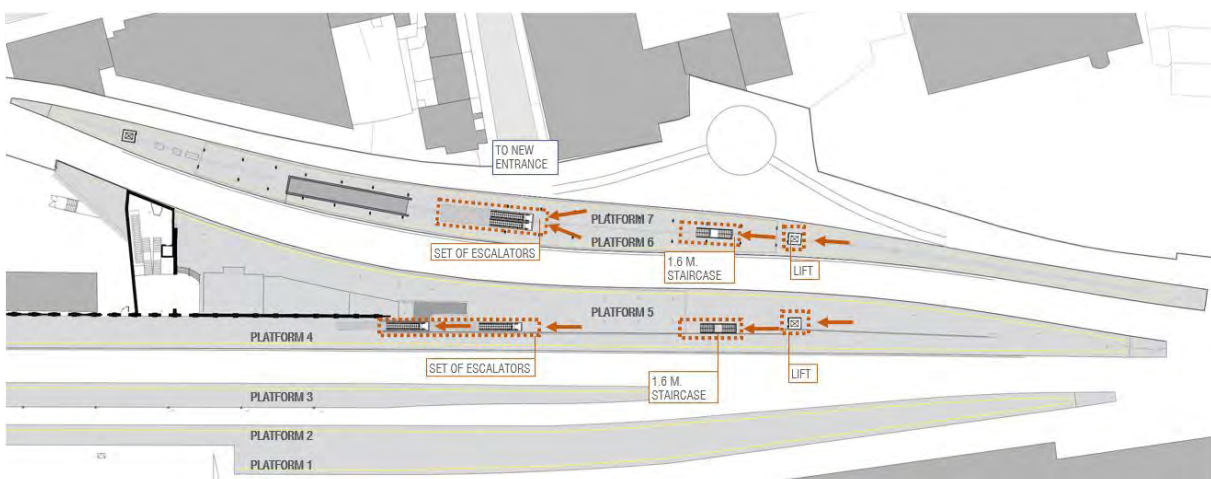 TO NEW
ENTRANCE
PLATFORM 7
PLATFORM 6
SET OF ESCALATORS
1.6 M.
STAIRCASE
LIFT
PLATFORM 5
PLATFORM 4
SET OF ESCALATORS
1.6 M.
STAIRCASE
LIFT
PLATFORM 3
PLATFORM 2
PLATFORM 1